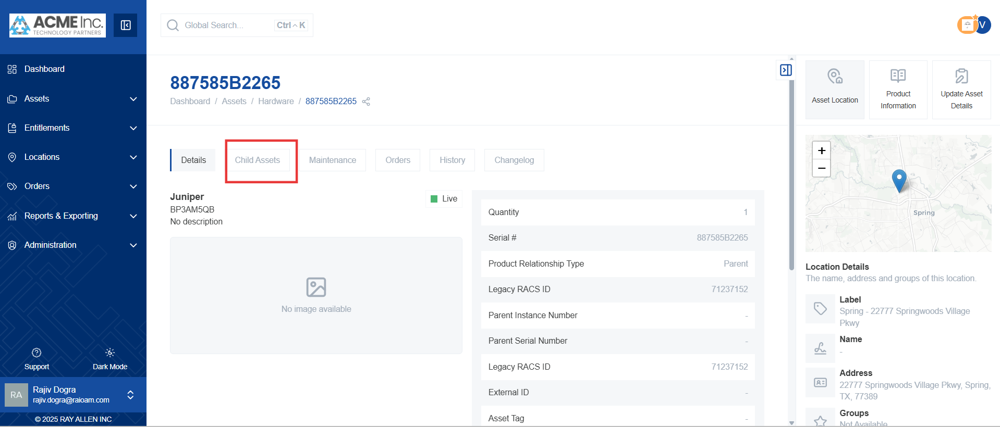 ACME Inc.
TECHNOLOGY PARTNERS
Global Search...
Ctrl ^ K
V
Dashboard
Assets
Entitlements
Locations
Orders
Reports & Exporting
Administration
Support
Dark Mode
RA
Rajiv Dogra
rajiv.dogra@raioam.com
© 2025 RAY ALLEN INC
887585B2265
Dashboard / Assets / Hardware / 887585B2265
Details
Child Assets
Maintenance
Orders
History
Changelog
Juniper
BP3AM5QB
No description
Live
No image available
Quantity 1
Serial # 887585B2265
Product Relationship Type Parent
Legacy RACS ID 71237152
Parent Instance Number -
Parent Serial Number -
Legacy RACS ID 71237152
External ID -
Asset Tag -
Asset Location
Product
Information
Update Asset
Details
+
−
Spring
Location Details
The name, address and groups of this location.
Label
Spring - 22777 Springwoods Village
Pkwy
Name
-
Address
22777 Springwoods Village Pkwy, Spring,
TX, 77389
Groups
Not Available